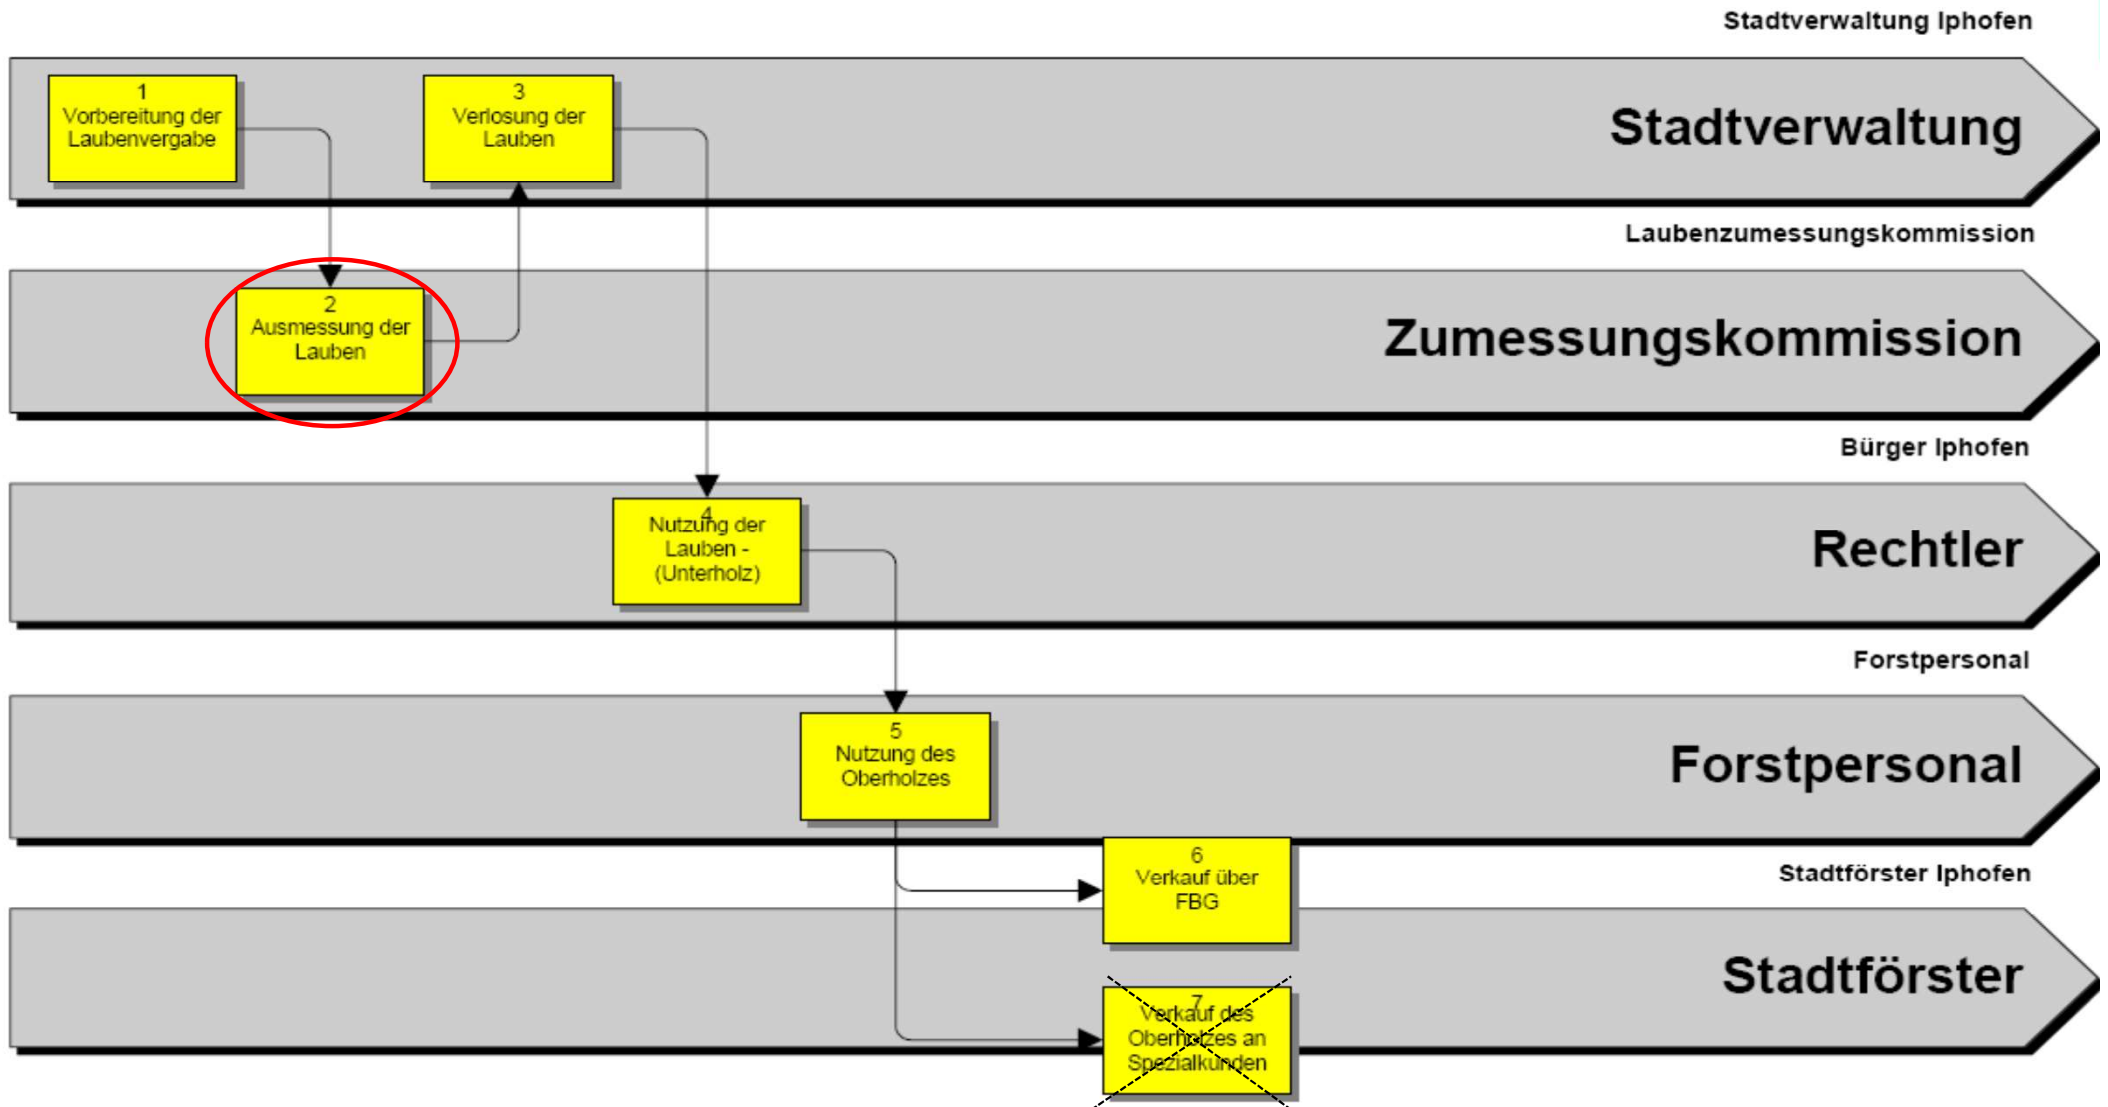 Stadtverwaltung Iphofen
1
Vorbereitung der
Laubenvergabe
3
Verlosung der
Lauben
Stadtverwaltung
Laubenzumessungskommission
2
Ausmessung der
Lauben
Zumessungskommission
Bürger Iphofen
4
Nutzung der
Lauben -
(Unterholz)
Rechtler
Forstpersonal
5
Nutzung des
Oberholzes
Forstpersonal
6
Verkauf über
FBG
Stadtförster Iphofen
Stadtförster
7
Verkauf des
Oberholzes an
Spezialkunden